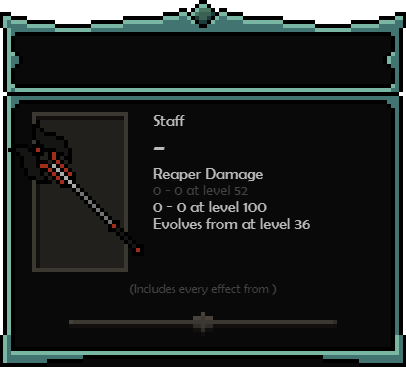 Staff
–
Reaper Damage
0 - 0 at level 52
0 - 0 at level 100
Evolves from at level 36
(Includes every effect from )